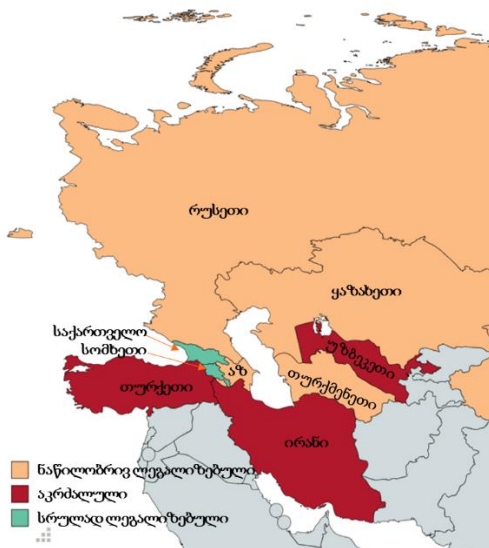 რუსეთი
ყაზახეთი
საქართველო
სომხეთი
აზ
უზბეკეთი
თურქმენეთი
თურქეთი
ირანი
ნაწილობრივ ლეგალიზებული
აკრძალული
სრულად ლეგალიზებული